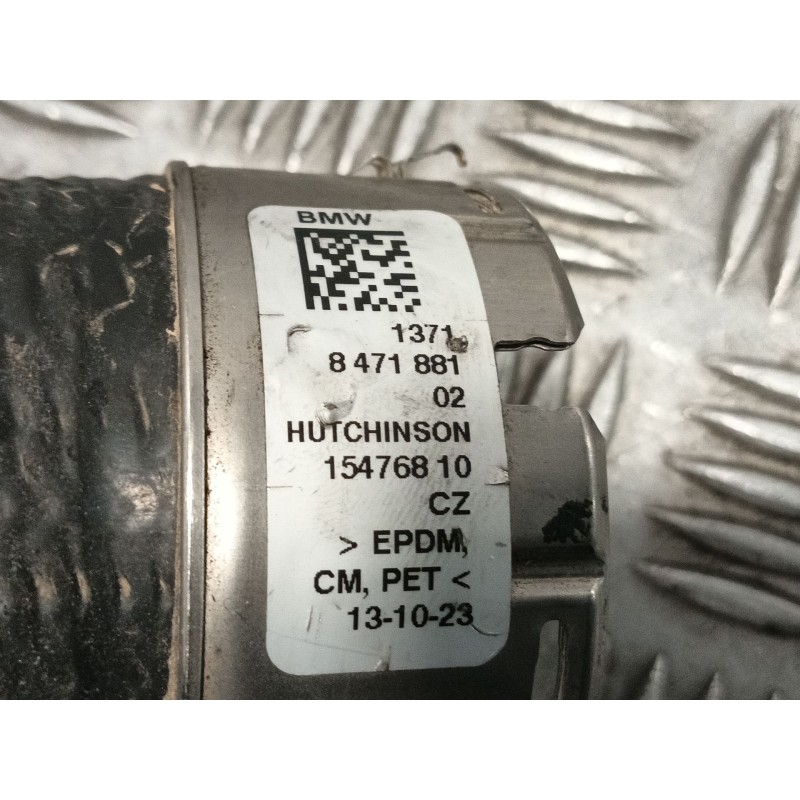 BMW
1371
8 471 881
02
HUTCHINSON
15476810
CZ
> EPDM,
CM, PET <
13-10-23